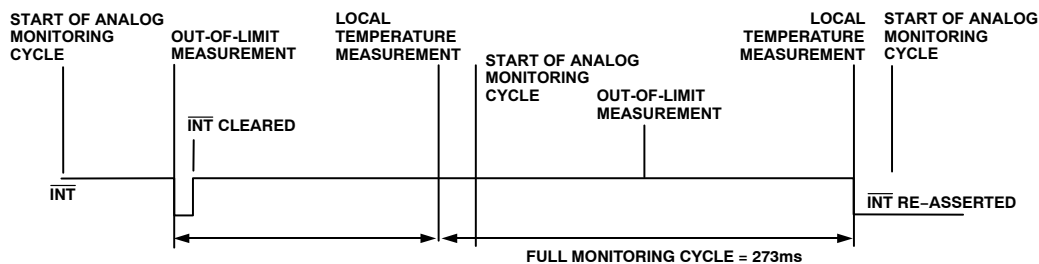 START OF ANALOG
MONITORING
CYCLE
OUT-OF-LIMIT
MEASUREMENT
LOCAL
TEMPERATURE
MEASUREMENT
START OF ANALOG
MONITORING
CYCLE
OUT-OF-LIMIT
MEASUREMENT
LOCAL
TEMPERATURE
MEASUREMENT
START OF ANALOG
MONITORING
CYCLE
INT CLEARED
INT
INT RE–ASSERTED
FULL MONITORING CYCLE = 273ms